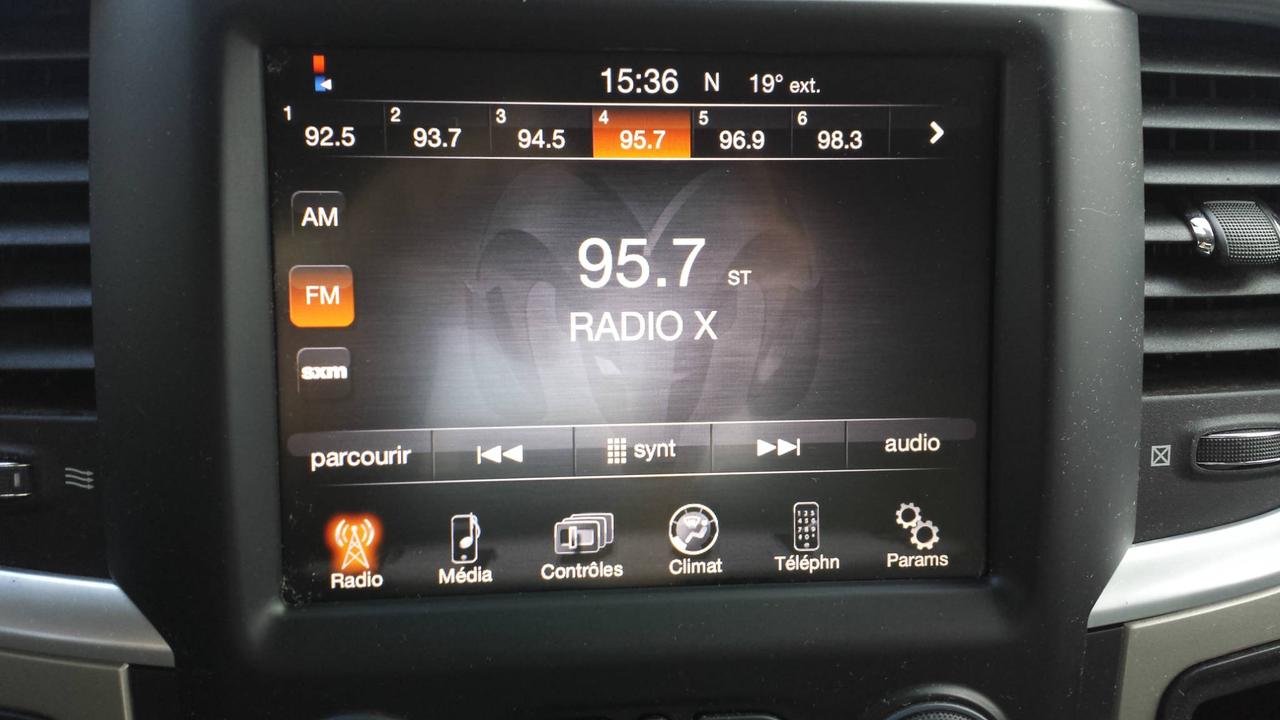 15:36 N 19° ext.
1 2 3 4 5 6
92.5 93.7 94.5 95.7 96.9 98.3
AM
95.7 ST
FM
RADIO X
sxm
parcourir synt audio
Radio Média Contrôles Climat Téléphn Params